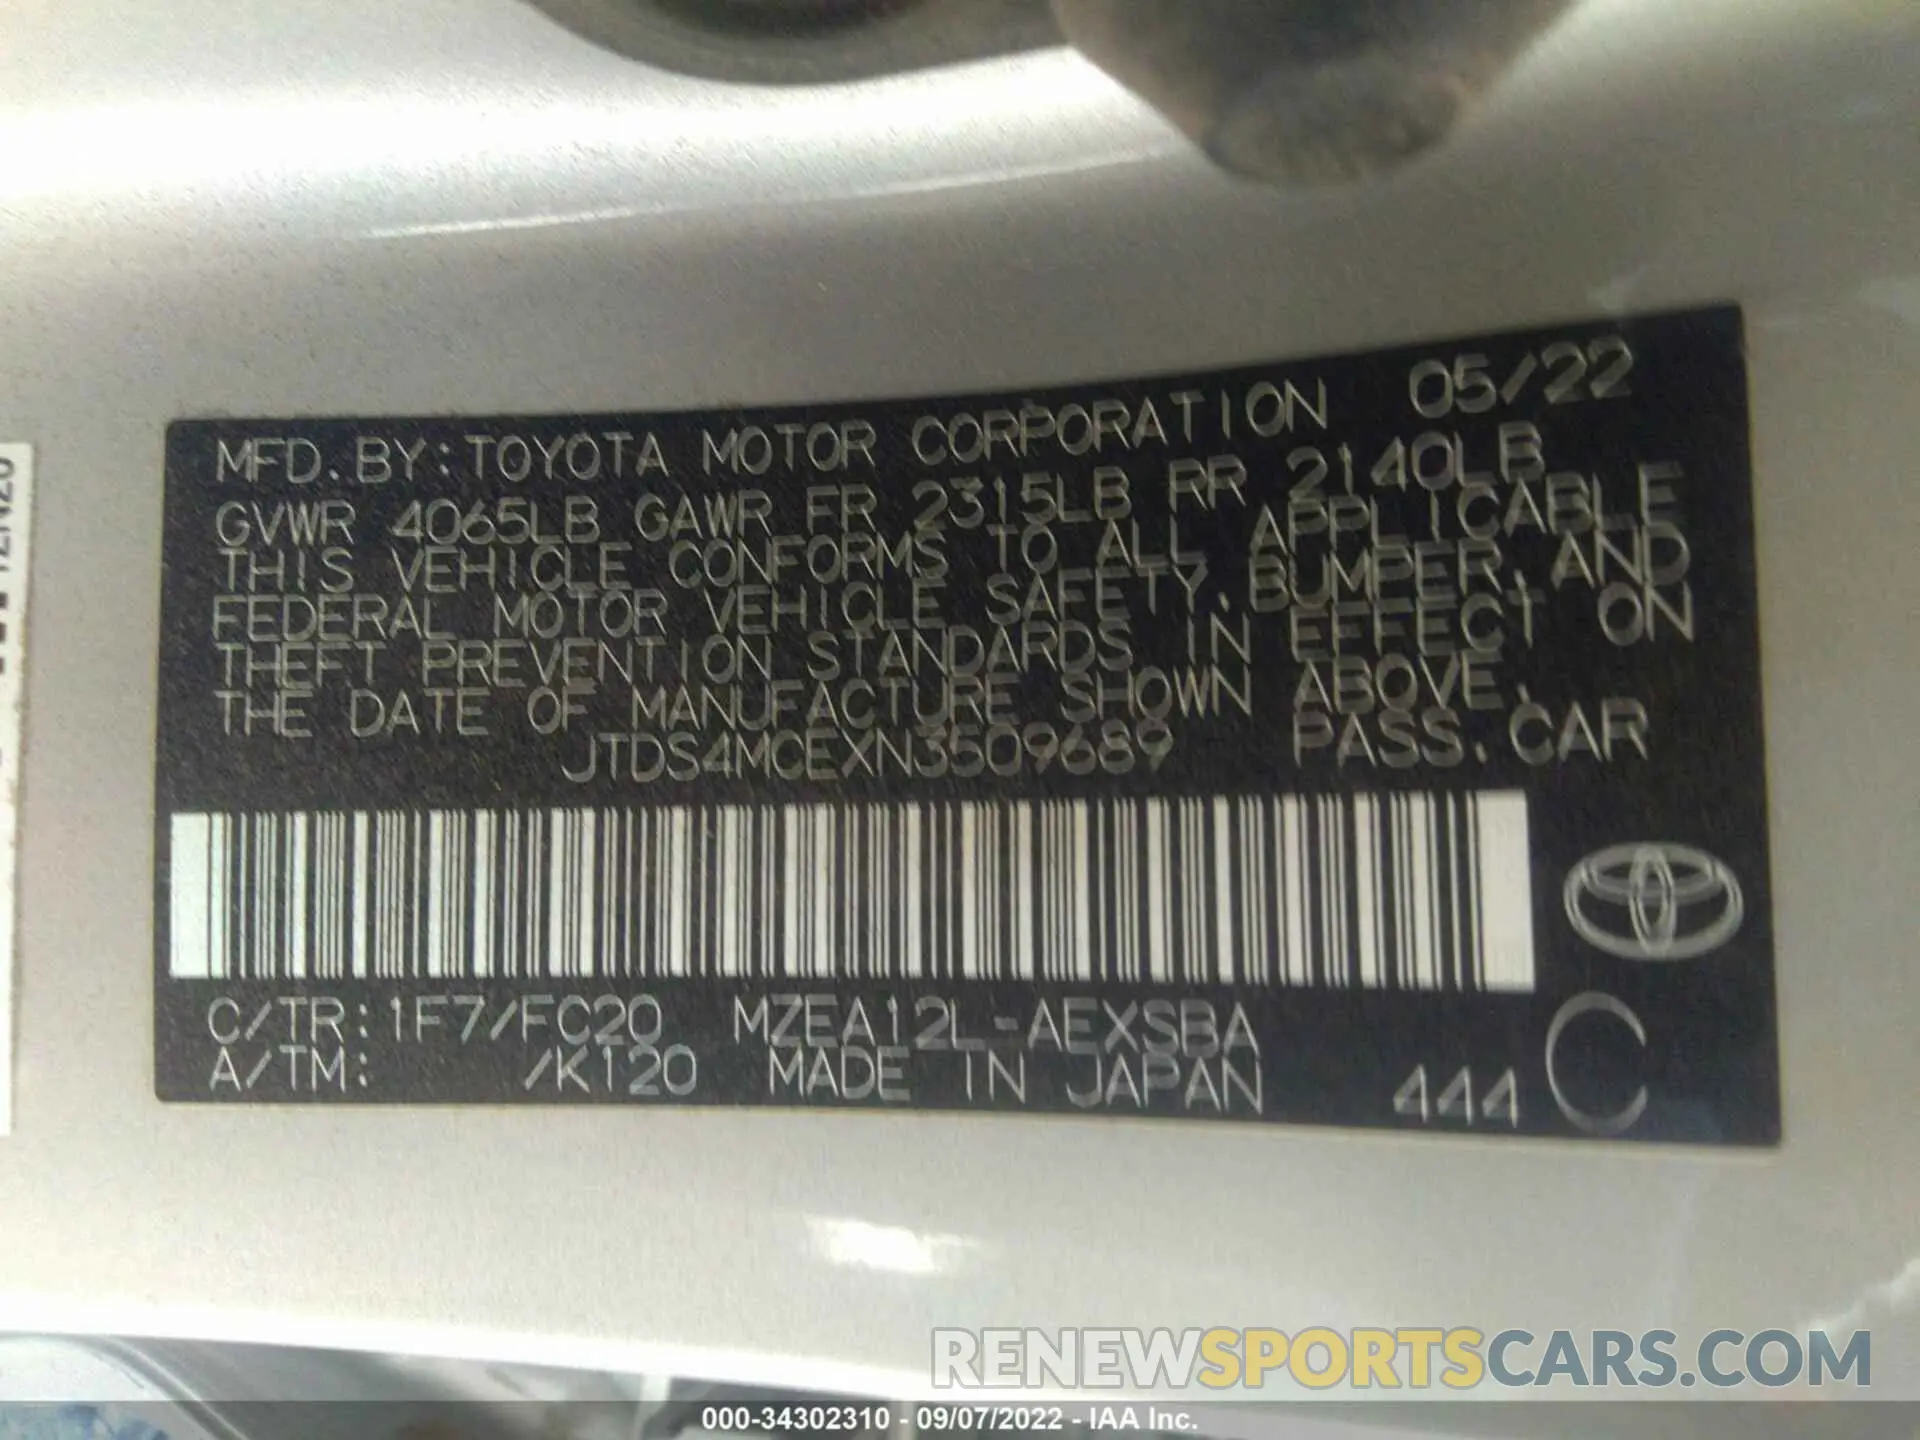 MFD.BY:TOYOTA MOTOR CORPORATION 05/22
GVWR 4065LB GAWR FR 2315LB RR 2140LB
THIS VEHICLE CONFORMS TO ALL APPLICABLE
FEDERAL MOTOR VEHICLE SAFETY,BUMPER,AND
THEFT PREVENTION STANDARDS IN EFFECT ON
THE DATE OF MANUFACTURE SHOWN ABOVE.
JTDS4MCEXN3509689 PASS.CAR
C/TR:1F7/FC20 MZEA12L-AEXSBA
A/TM: /K120 MADE IN JAPAN 444 C
RENEWSPORTSCARS.COM
000-34302310 - 09/07/2022 - IAA Inc.